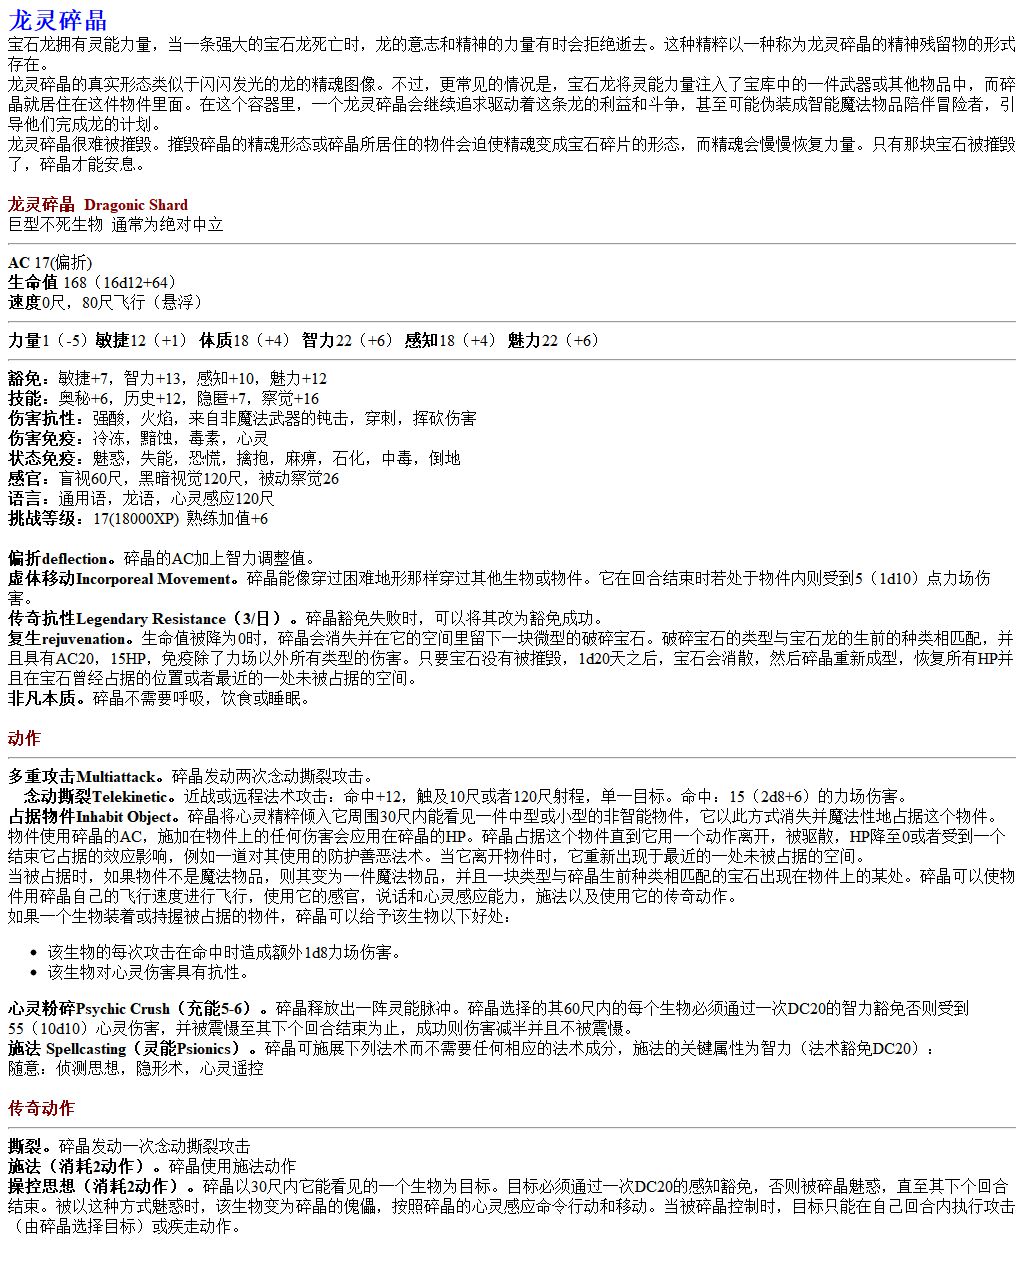 龙灵碎晶
宝石龙拥有灵能力量，当一条强大的宝石龙死亡时，龙的意志和精神的力量有时会拒绝逝去。这种精粹以一种称为龙灵碎晶的精神残留物的形式
存在。
龙灵碎晶的真实形态类似于闪闪发光的龙的精魂图像。不过，更常见的情况是，宝石龙将灵能力量注入了宝库中的一件武器或其他物品中，而碎
晶就居住在这件物件里面。在这个容器里，一个龙灵碎晶会继续追求驱动着这条龙的利益和斗争，甚至可能伪装成智能魔法物品陪伴冒险者，引
导他们完成龙的计划。
龙灵碎晶很难被摧毁。摧毁碎晶的精魂形态或碎晶所居住的物件会迫使精魂变成宝石碎片的形态，而精魂会慢慢恢复力量。只有那块宝石被摧毁
了，碎晶才能安息。
龙灵碎晶 Dragonic Shard
巨型不死生物 通常为绝对中立
AC 17(偏折)
生命值 168（16d12+64）
速度0尺，80尺飞行（悬浮）
力量1（-5）敏捷12（+1） 体质18（+4） 智力22（+6） 感知18（+4） 魅力22（+6）
豁免：敏捷+7，智力+13，感知+10，魅力+12
技能：奥秘+6，历史+12，隐匿+7，察觉+16
伤害抗性：强酸，火焰，来自非魔法武器的钝击，穿刺，挥砍伤害
伤害免疫：冷冻，黯蚀，毒素，心灵
状态免疫：魅惑，失能，恐慌，擒抱，麻痹，石化，中毒，倒地
感官：盲视60尺，黑暗视觉120尺，被动察觉26
语言：通用语，龙语，心灵感应120尺
挑战等级：17(18000XP) 熟练加值+6
偏折deflection。碎晶的AC加上智力调整值。
虚体移动Incorporeal Movement。碎晶能像穿过困难地形那样穿过其他生物或物件。它在回合结束时若处于物件内则受到5（1d10）点力场伤
害。
传奇抗性Legendary Resistance（3/日）。碎晶豁免失败时，可以将其改为豁免成功。
复生rejuvenation。生命值被降为0时，碎晶会消失并在它的空间里留下一块微型的破碎宝石。破碎宝石的类型与宝石龙的生前的种类相匹配，并
且具有AC20，15HP，免疫除了力场以外所有类型的伤害。只要宝石没有被摧毁，1d20天之后，宝石会消散，然后碎晶重新成型，恢复所有HP并
且在宝石曾经占据的位置或者最近的一处未被占据的空间。
非凡本质。碎晶不需要呼吸，饮食或睡眠。
动作
多重攻击Multiattack。碎晶发动两次念动撕裂攻击。
念动撕裂Telekinetic。近战或远程法术攻击：命中+12，触及10尺或者120尺射程，单一目标。命中：15（2d8+6）的力场伤害。
占据物件Inhabit Object。碎晶将心灵精粹倾入它周围30尺内能看见一件中型或小型的非智能物件，它以此方式消失并魔法性地占据这个物件。
物件使用碎晶的AC，施加在物件上的任何伤害会应用在碎晶的HP。碎晶占据这个物件直到它用一个动作离开，被驱散，HP降至0或者受到一个
结束它占据的效应影响，例如一道对其使用的防护善恶法术。当它离开物件时，它重新出现于最近的一处未被占据的空间。
当被占据时，如果物件不是魔法物品，则其变为一件魔法物品，并且一块类型与碎晶生前种类相匹配的宝石出现在物件上的某处。碎晶可以使物
件用碎晶自己的飞行速度进行飞行，使用它的感官，说话和心灵感应能力，施法以及使用它的传奇动作。
如果一个生物装着或持握被占据的物件，碎晶可以给予该生物以下好处：
• 该生物的每次攻击在命中时造成额外1d8力场伤害。
• 该生物对心灵伤害具有抗性。
心灵粉碎Psychic Crush（充能5-6）。碎晶释放出一阵灵能脉冲。碎晶选择的其60尺内的每个生物必须通过一次DC20的智力豁免否则受到
55（10d10）心灵伤害，并被震慑至其下个回合结束为止，成功则伤害减半并且不被震慑。
施法 Spellcasting（灵能Psionics）。碎晶可施展下列法术而不需要任何相应的法术成分，施法的关键属性为智力（法术豁免DC20）：
随意：侦测思想，隐形术，心灵遥控
传奇动作
撕裂。碎晶发动一次念动撕裂攻击
施法（消耗2动作）。碎晶使用施法动作
操控思想（消耗2动作）。碎晶以30尺内它能看见的一个生物为目标。目标必须通过一次DC20的感知豁免，否则被碎晶魅惑，直至其下个回合
结束。被以这种方式魅惑时，该生物变为碎晶的傀儡，按照碎晶的心灵感应命令行动和移动。当被碎晶控制时，目标只能在自己回合内执行攻击
（由碎晶选择目标）或疾走动作。